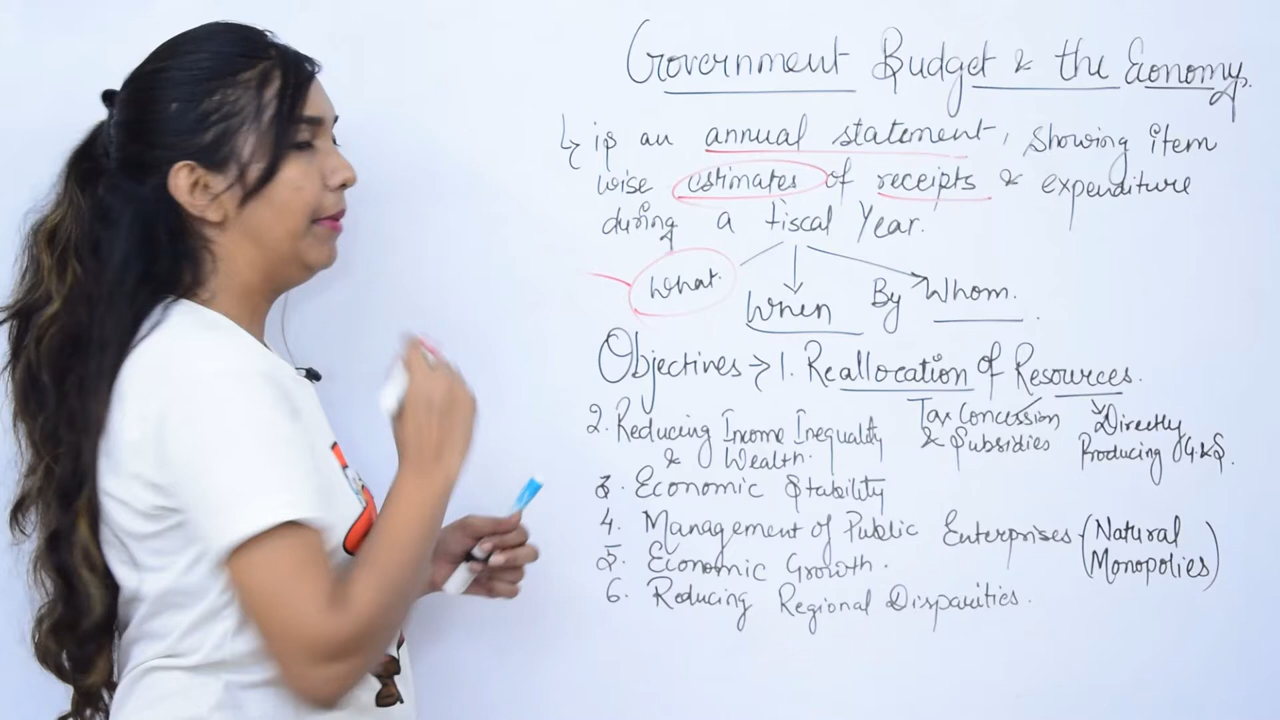 Government Budget & the Economy.
↳ is an annual statement, showing item
wise estimates of receipts & expenditure
during a fiscal Year.
What.
When
By Whom.
Objectives → 1. Reallocation of Resources.
Tax Concession
& Subsidies
Directly
Producing G&S.
2. Reducing Income Inequality
& Wealth.
3. Economic Stability
4. Management of Public Enterprises (Natural
Monopolies)
5. Economic Growth.
6. Reducing Regional Disparities.